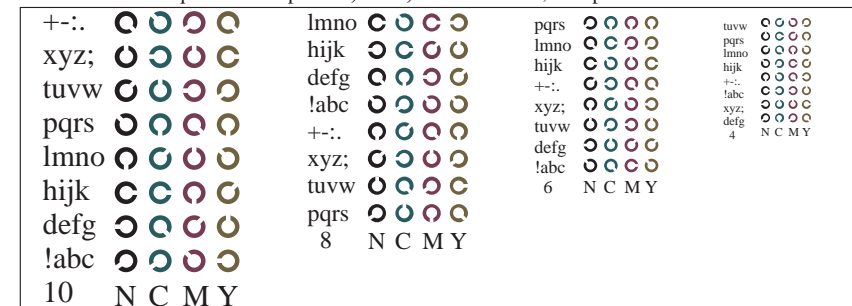 +-:.
xyz;
tuvw
pqrs
lmno
hijk
defg
!abc
10 N C M Y
lmno
hijk
defg
!abc
+-:.
xyz;
tuvw
pqrs
8 N C M Y
pqrs
lmno
hijk
+-:.
xyz;
tuvw
defg
!abc
6 N C M Y
tuvw
pqrs
lmno
hijk
+-:.
!abc
xyz;
defg
4 N C M Y